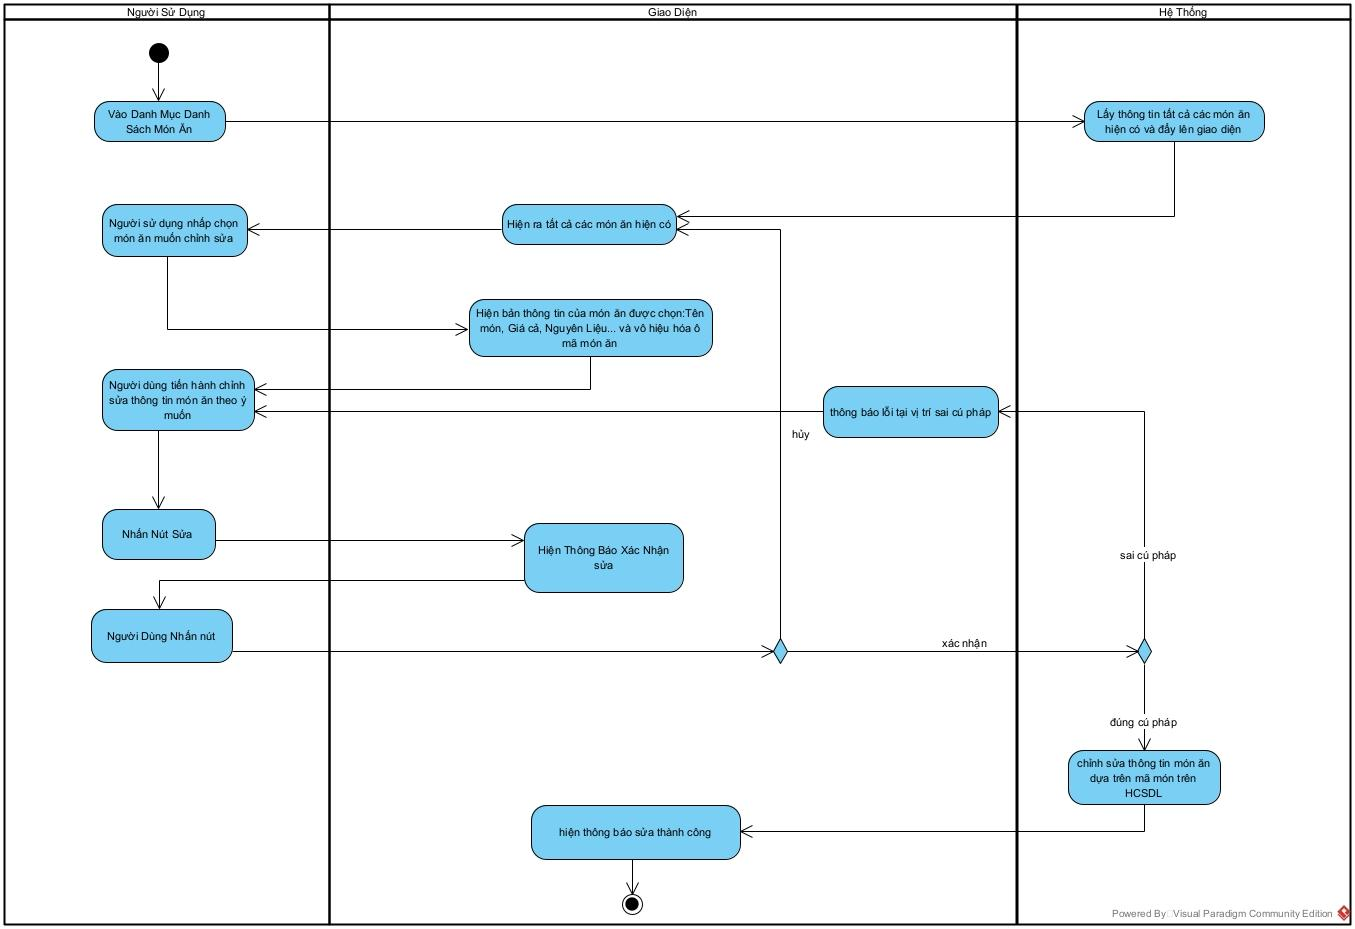 Người Sử Dụng
Giao Diện
Hệ Thống
Vào Danh Mục Danh
Sách Món Ăn
Lấy thông tin tất cả các món ăn
hiện có và đẩy lên giao diện
Người sử dụng nhấp chọn
món ăn muốn chỉnh sửa
Hiện ra tất cả các món ăn hiện có
Hiện bản thông tin của món ăn được chọn:Tên
món, Giá cả, Nguyên Liệu... và vô hiệu hóa ô
mã món ăn
Người dùng tiến hành chỉnh
sửa thông tin món ăn theo ý
muốn
thông báo lỗi tại vị trí sai cú pháp
hủy
Nhấn Nút Sửa
Hiện Thông Báo Xác Nhận
sửa
sai cú pháp
Người Dùng Nhấn nút
xác nhận
đúng cú pháp
chỉnh sửa thông tin món ăn
dựa trên mã món trên
HCSDL
hiện thông báo sửa thành công
Powered By Visual Paradigm Community Edition